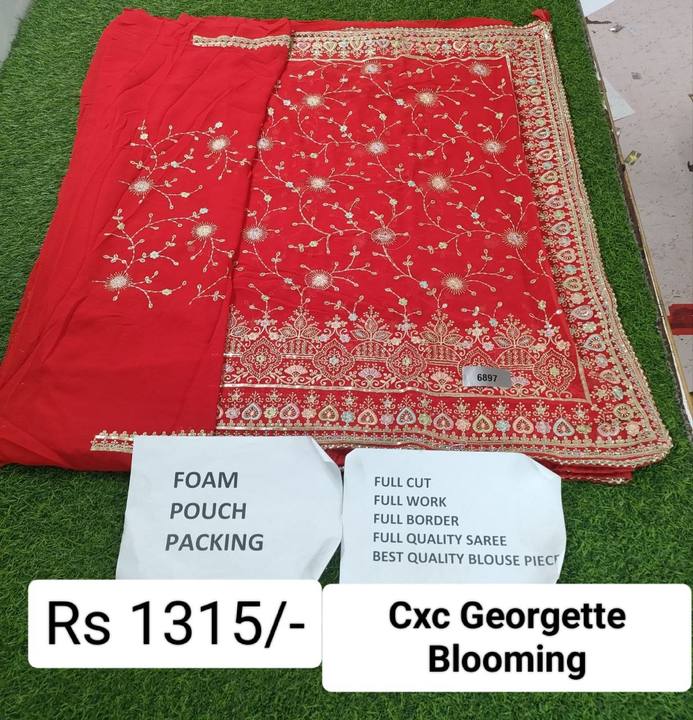 6897
FOAM
POUCH
PACKING
FULL CUT
FULL WORK
FULL BORDER
FULL QUALITY SAREE
BEST QUALITY BLOUSE PIECE
Rs 1315/-
Cxc Georgette
Blooming